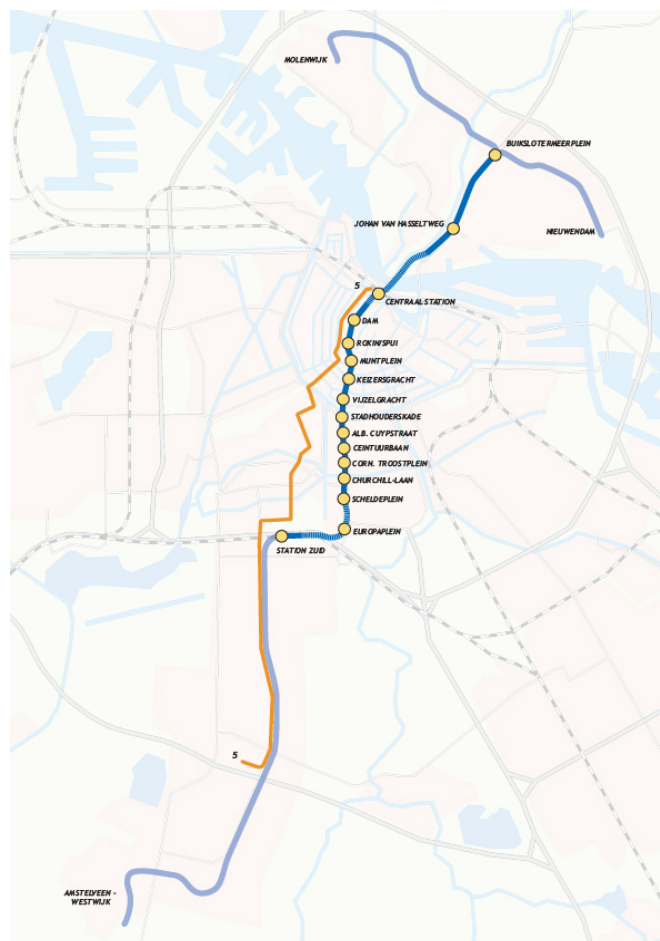 MOLENWIJK
BUIKSLOTERMEERPLEIN
JOHAN VAN HASSELTWEG
NIEUWENDAM
5
CENTRAAL STATION
DAM
ROKIN/SPUI
MUNTPLEIN
KEIZERSGRACHT
VIJZELGRACHT
STADHOUDERSKADE
ALB. CUYPSTRAAT
CEINTUURBAAN
CORN. TROOSTPLEIN
CHURCHILL-LAAN
SCHELDEPLEIN
EUROPAPLEIN
STATION ZUID
5
AMSTELVEEN -
WESTWIJK